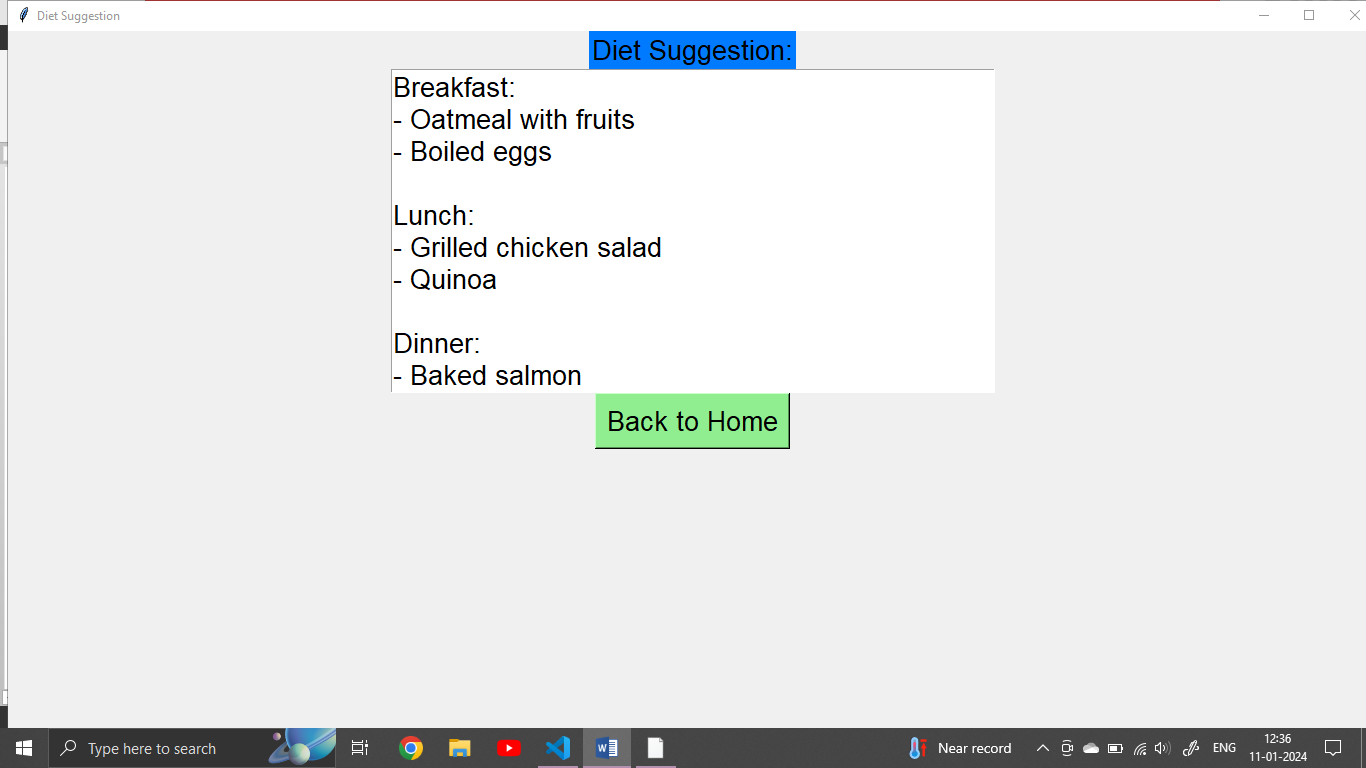 Diet Suggestion
Diet Suggestion:
Breakfast:
- Oatmeal with fruits
- Boiled eggs
Lunch:
- Grilled chicken salad
- Quinoa
Dinner:
- Baked salmon
Back to Home
Type here to search
Near record
ENG
12:36
11-01-2024